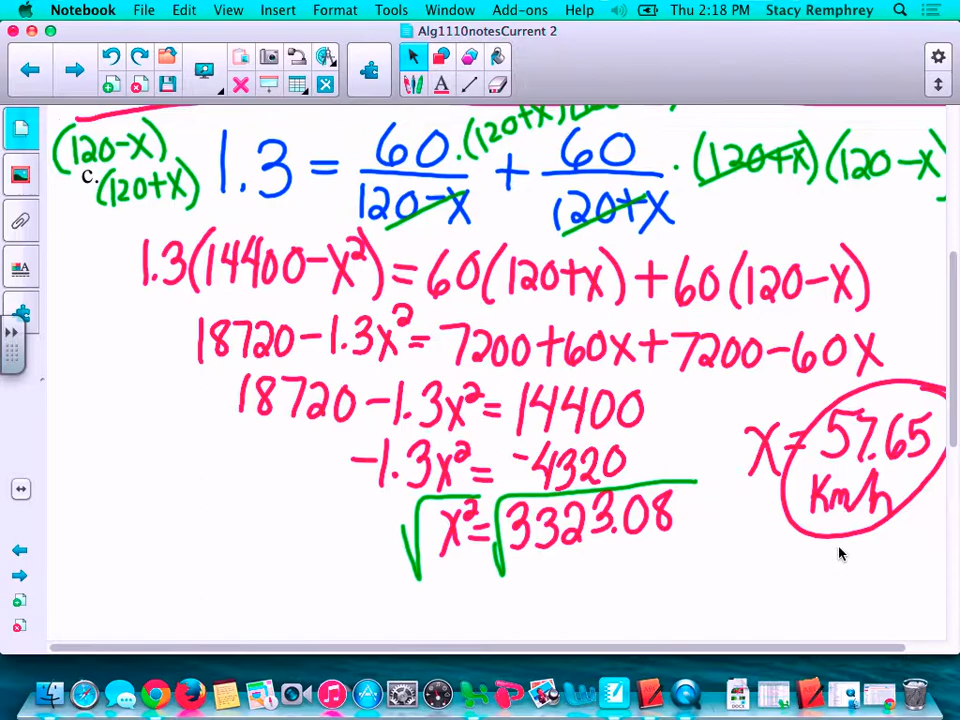 Notebook File Edit View Insert Format Tools Window Add-ons Help Thu 2:18 PM Stacy Remphrey
Alg1110notesCurrent 2
(120-x)
c. (120+x)
1.3 = 60/(120-x) · (120+x) + 60/(120+x) · (120+x)(120-x)
1.3(14400-x²) = 60(120+x) + 60(120-x)
18720 - 1.3x² = 7200+60x+7200-60x
18720 - 1.3x² = 14400
-1.3x² = -4320
√x² = √3323.08
x = 57.65
Km/h